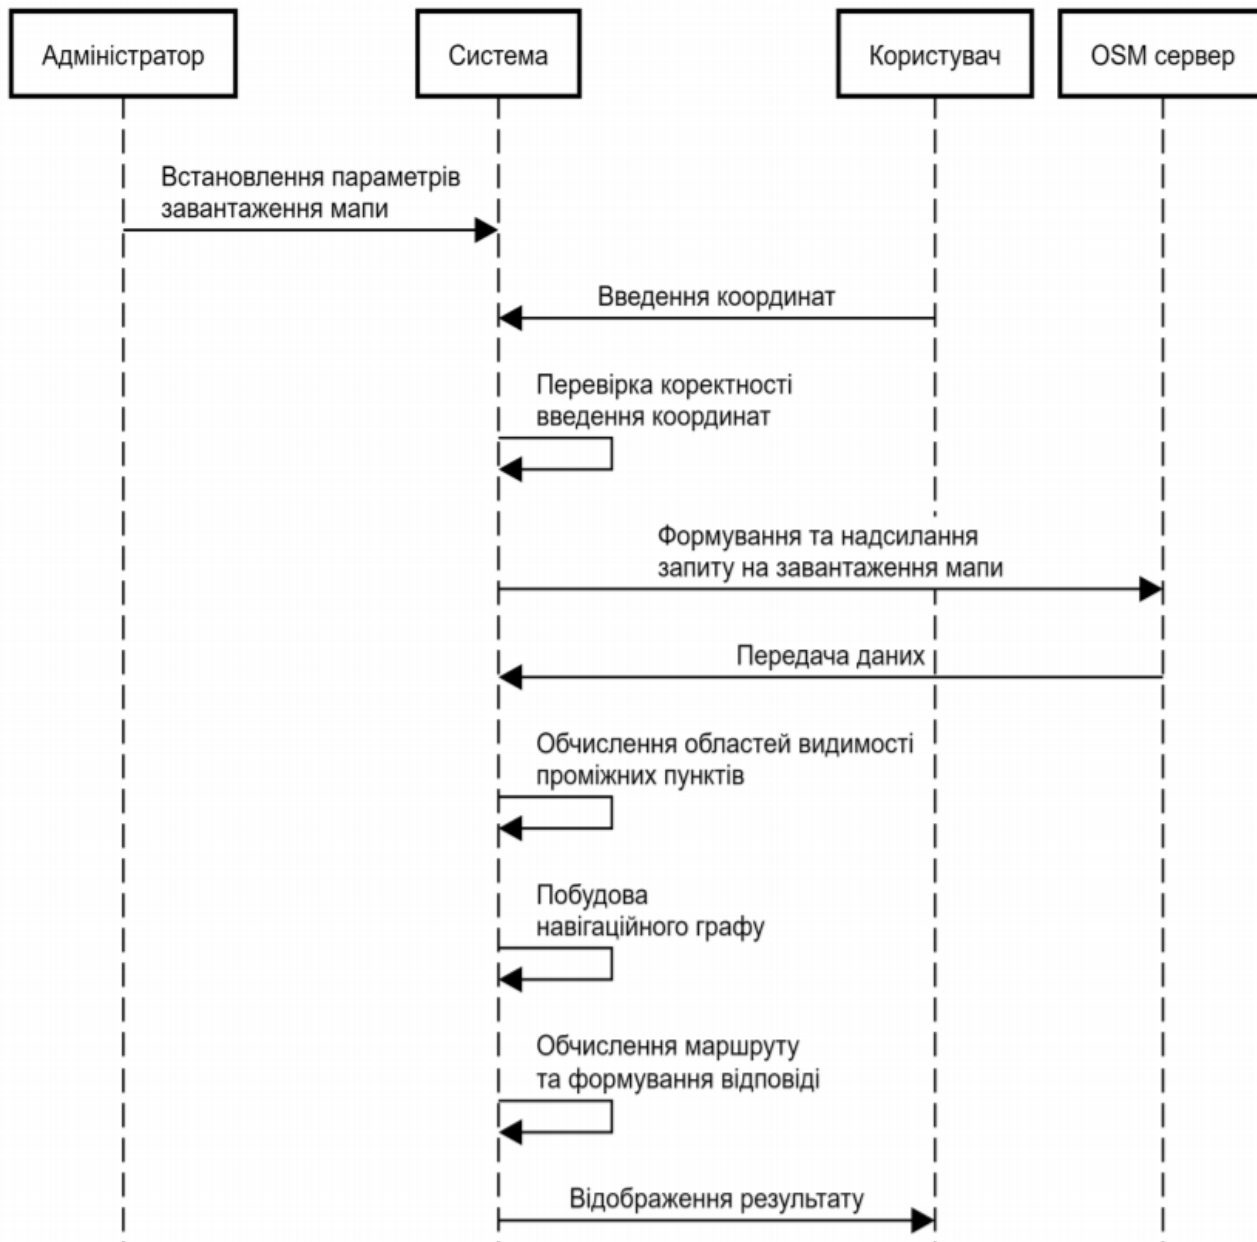 Адміністратор
Система
Користувач
OSM сервер
Встановлення параметрів
завантаження мапи
Введення координат
Перевірка коректності
введення координат
Формування та надсилання
запиту на завантаження мапи
Передача даних
Обчислення областей видимості
проміжних пунктів
Побудова
навігаційного графу
Обчислення маршруту
та формування відповіді
Відображення результату